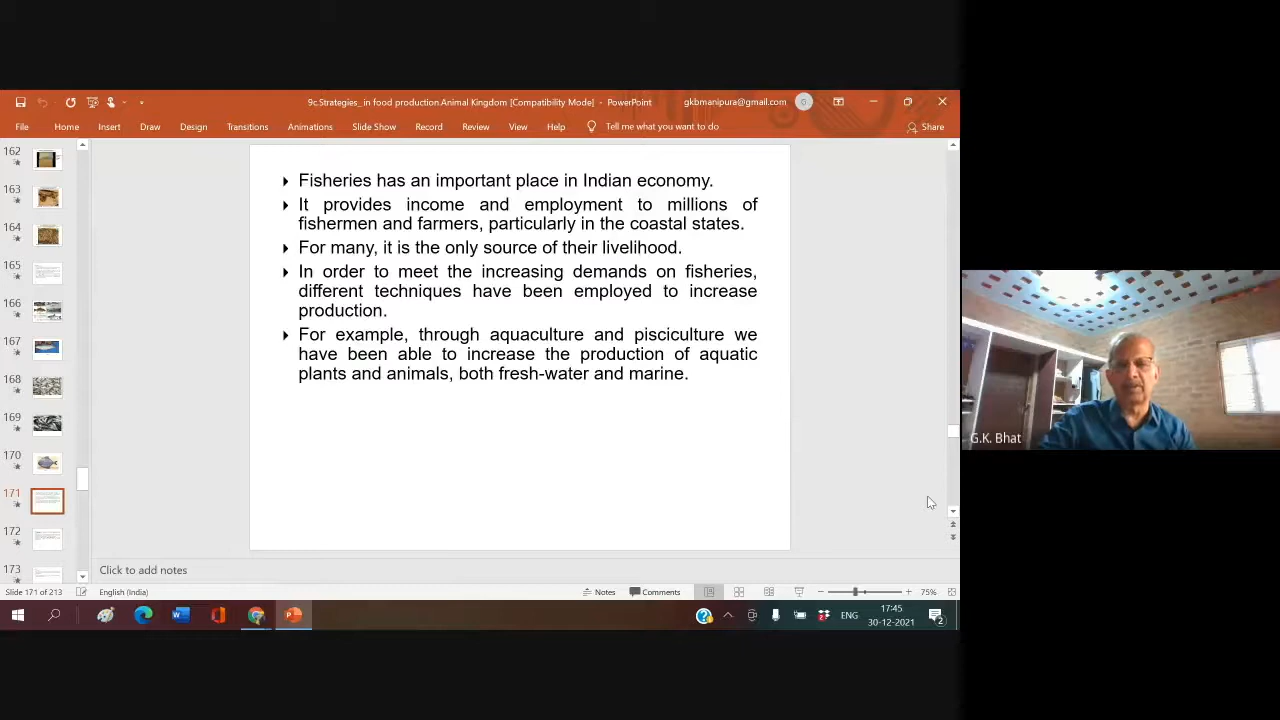 9c.Strategies_ in food production.Animal Kingdom [Compatibility Mode] - PowerPoint
gkbmanipura@gmail.com
File Home Insert Draw Design Transitions Animations Slide Show Record Review View Help Tell me what you want to do Share
162
163
164
165
166
167
168
169
170
171
172
173
Fisheries has an important place in Indian economy.
It provides income and employment to millions of
fishermen and farmers, particularly in the coastal states.
For many, it is the only source of their livelihood.
In order to meet the increasing demands on fisheries,
different techniques have been employed to increase
production.
For example, through aquaculture and pisciculture we
have been able to increase the production of aquatic
plants and animals, both fresh-water and marine.
G.K. Bhat
Click to add notes
Slide 171 of 213 English (India) Notes Comments 75%
ENG
17:45
30-12-2021
2